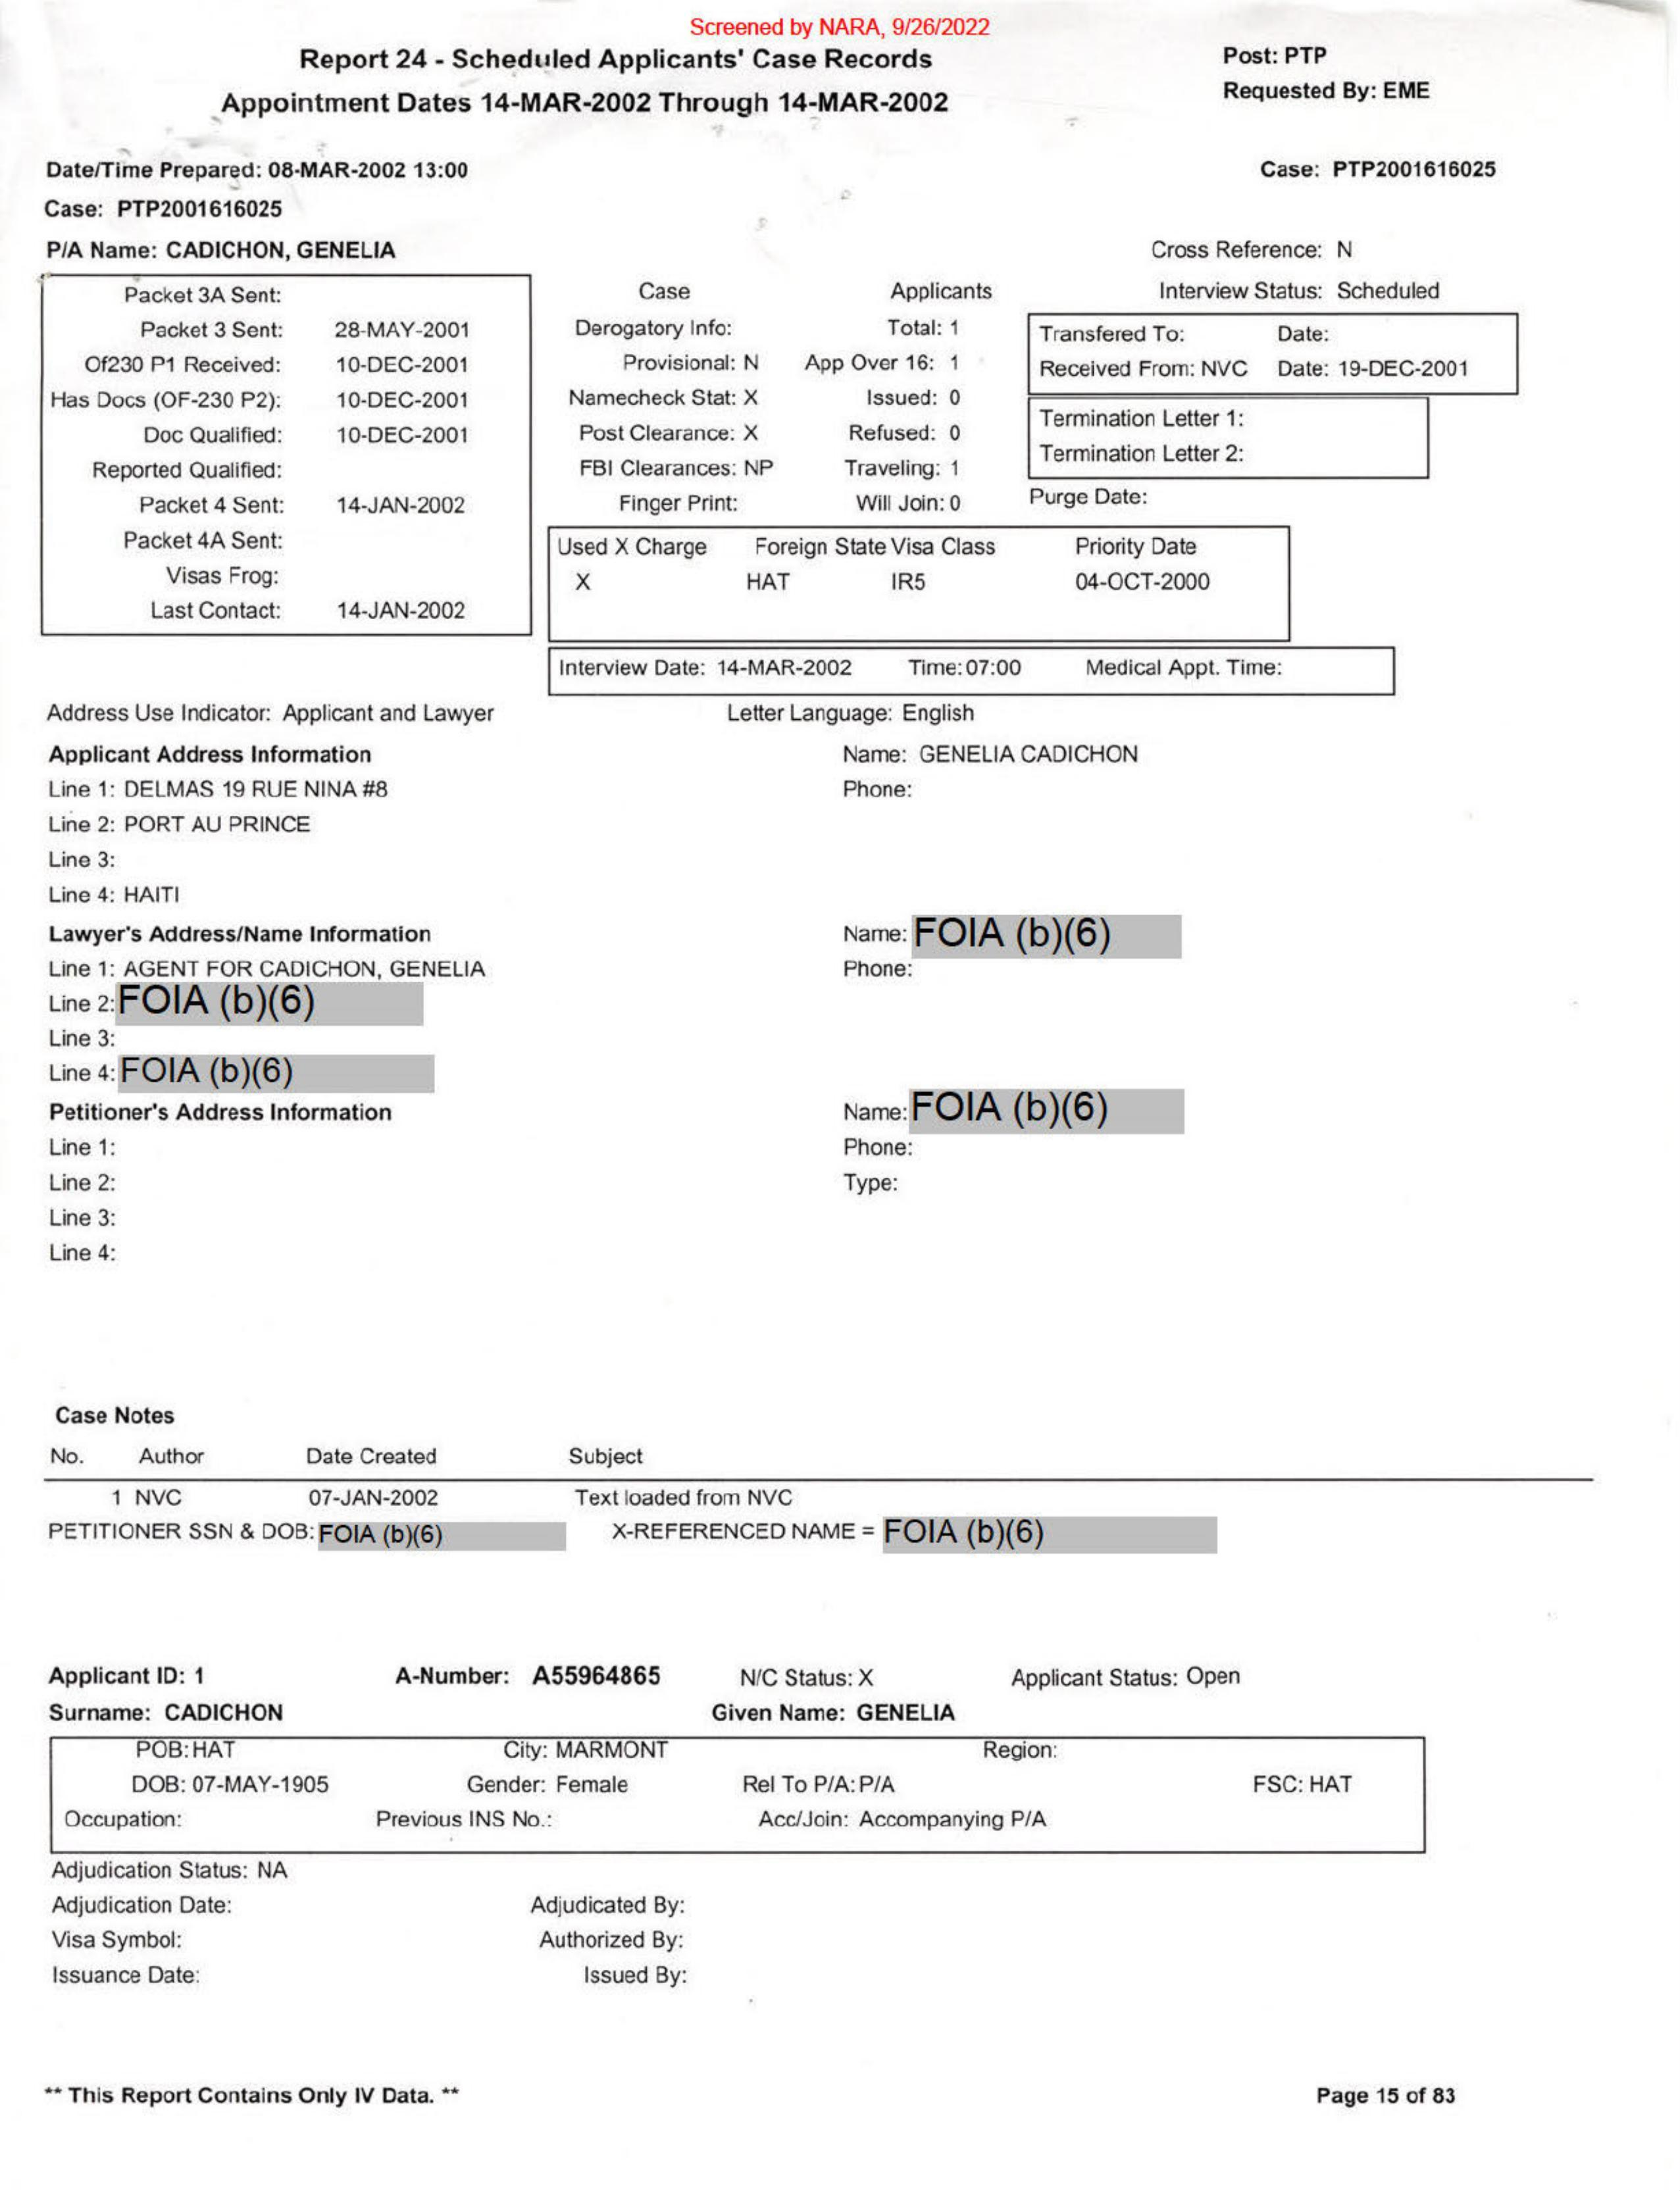 Screened by NARA, 9/26/2022
Report 24 - Scheduled Applicants' Case Records
Post: PTP
Appointment Dates 14-MAR-2002 Through 14-MAR-2002
Requested By: EME
Date/Time Prepared: 08-MAR-2002 13:00
Case: PTP2001616025
Case: PTP2001616025
P/A Name: CADICHON, GENELIA
Cross Reference: N
Packet 3A Sent:
Packet 3 Sent: 28-MAY-2001
Of230 P1 Received: 10-DEC-2001
Has Docs (OF-230 P2): 10-DEC-2001
Doc Qualified: 10-DEC-2001
Reported Qualified:
Packet 4 Sent: 14-JAN-2002
Packet 4A Sent:
Visas Frog:
Last Contact: 14-JAN-2002
Case Applicants
Derogatory Info: Total: 1
Provisional: N App Over 16: 1
Namecheck Stat: X Issued: 0
Post Clearance: X Refused: 0
FBI Clearances: NP Traveling: 1
Finger Print: Will Join: 0
Interview Status: Scheduled
Transfered To: Date:
Received From: NVC Date: 19-DEC-2001
Termination Letter 1:
Termination Letter 2:
Purge Date:
Used X Charge Foreign State Visa Class Priority Date
X HAT IR5 04-OCT-2000
Interview Date: 14-MAR-2002 Time: 07:00 Medical Appt. Time:
Address Use Indicator: Applicant and Lawyer Letter Language: English
Applicant Address Information Name: GENELIA CADICHON
Line 1: DELMAS 19 RUE NINA #8 Phone:
Line 2: PORT AU PRINCE
Line 3:
Line 4: HAITI
Lawyer's Address/Name Information Name: FOIA (b)(6)
Line 1: AGENT FOR CADICHON, GENELIA Phone:
Line 2: FOIA (b)(6)
Line 3:
Line 4: FOIA (b)(6)
Petitioner's Address Information Name: FOIA (b)(6)
Line 1: Phone:
Line 2: Type:
Line 3:
Line 4:
Case Notes
No. Author Date Created Subject
1 NVC 07-JAN-2002 Text loaded from NVC
PETITIONER SSN & DOB: FOIA (b)(6) X-REFERENCED NAME = FOIA (b)(6)
Applicant ID: 1 A-Number: A55964865 N/C Status: X Applicant Status: Open
Surname: CADICHON Given Name: GENELIA
POB: HAT City: MARMONT Region:
DOB: 07-MAY-1905 Gender: Female Rel To P/A: P/A FSC: HAT
Occupation: Previous INS No.: Acc/Join: Accompanying P/A
Adjudication Status: NA
Adjudication Date: Adjudicated By:
Visa Symbol: Authorized By:
Issuance Date: Issued By:
** This Report Contains Only IV Data. ** Page 15 of 83